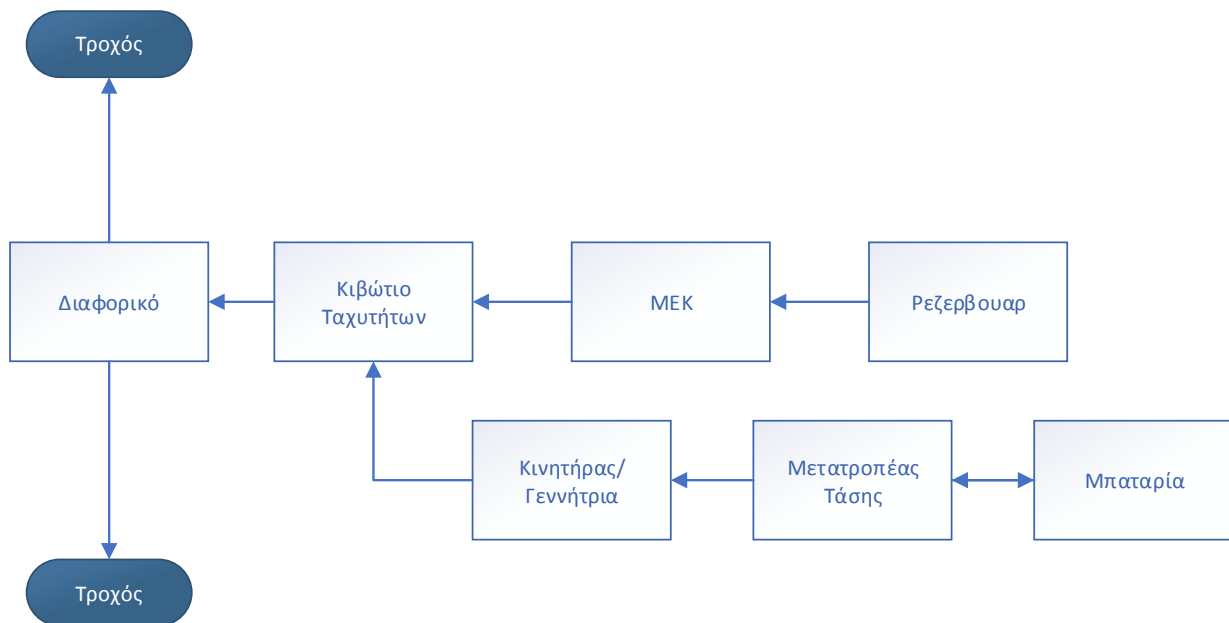 Τροχός
Διαφορικό
Κιβώτιο
Ταχυτήτων
ΜΕΚ
Ρεζερβουαρ
Κινητήρας/
Γεννήτρια
Μετατροπέας
Τάσης
Μπαταρία
Τροχός